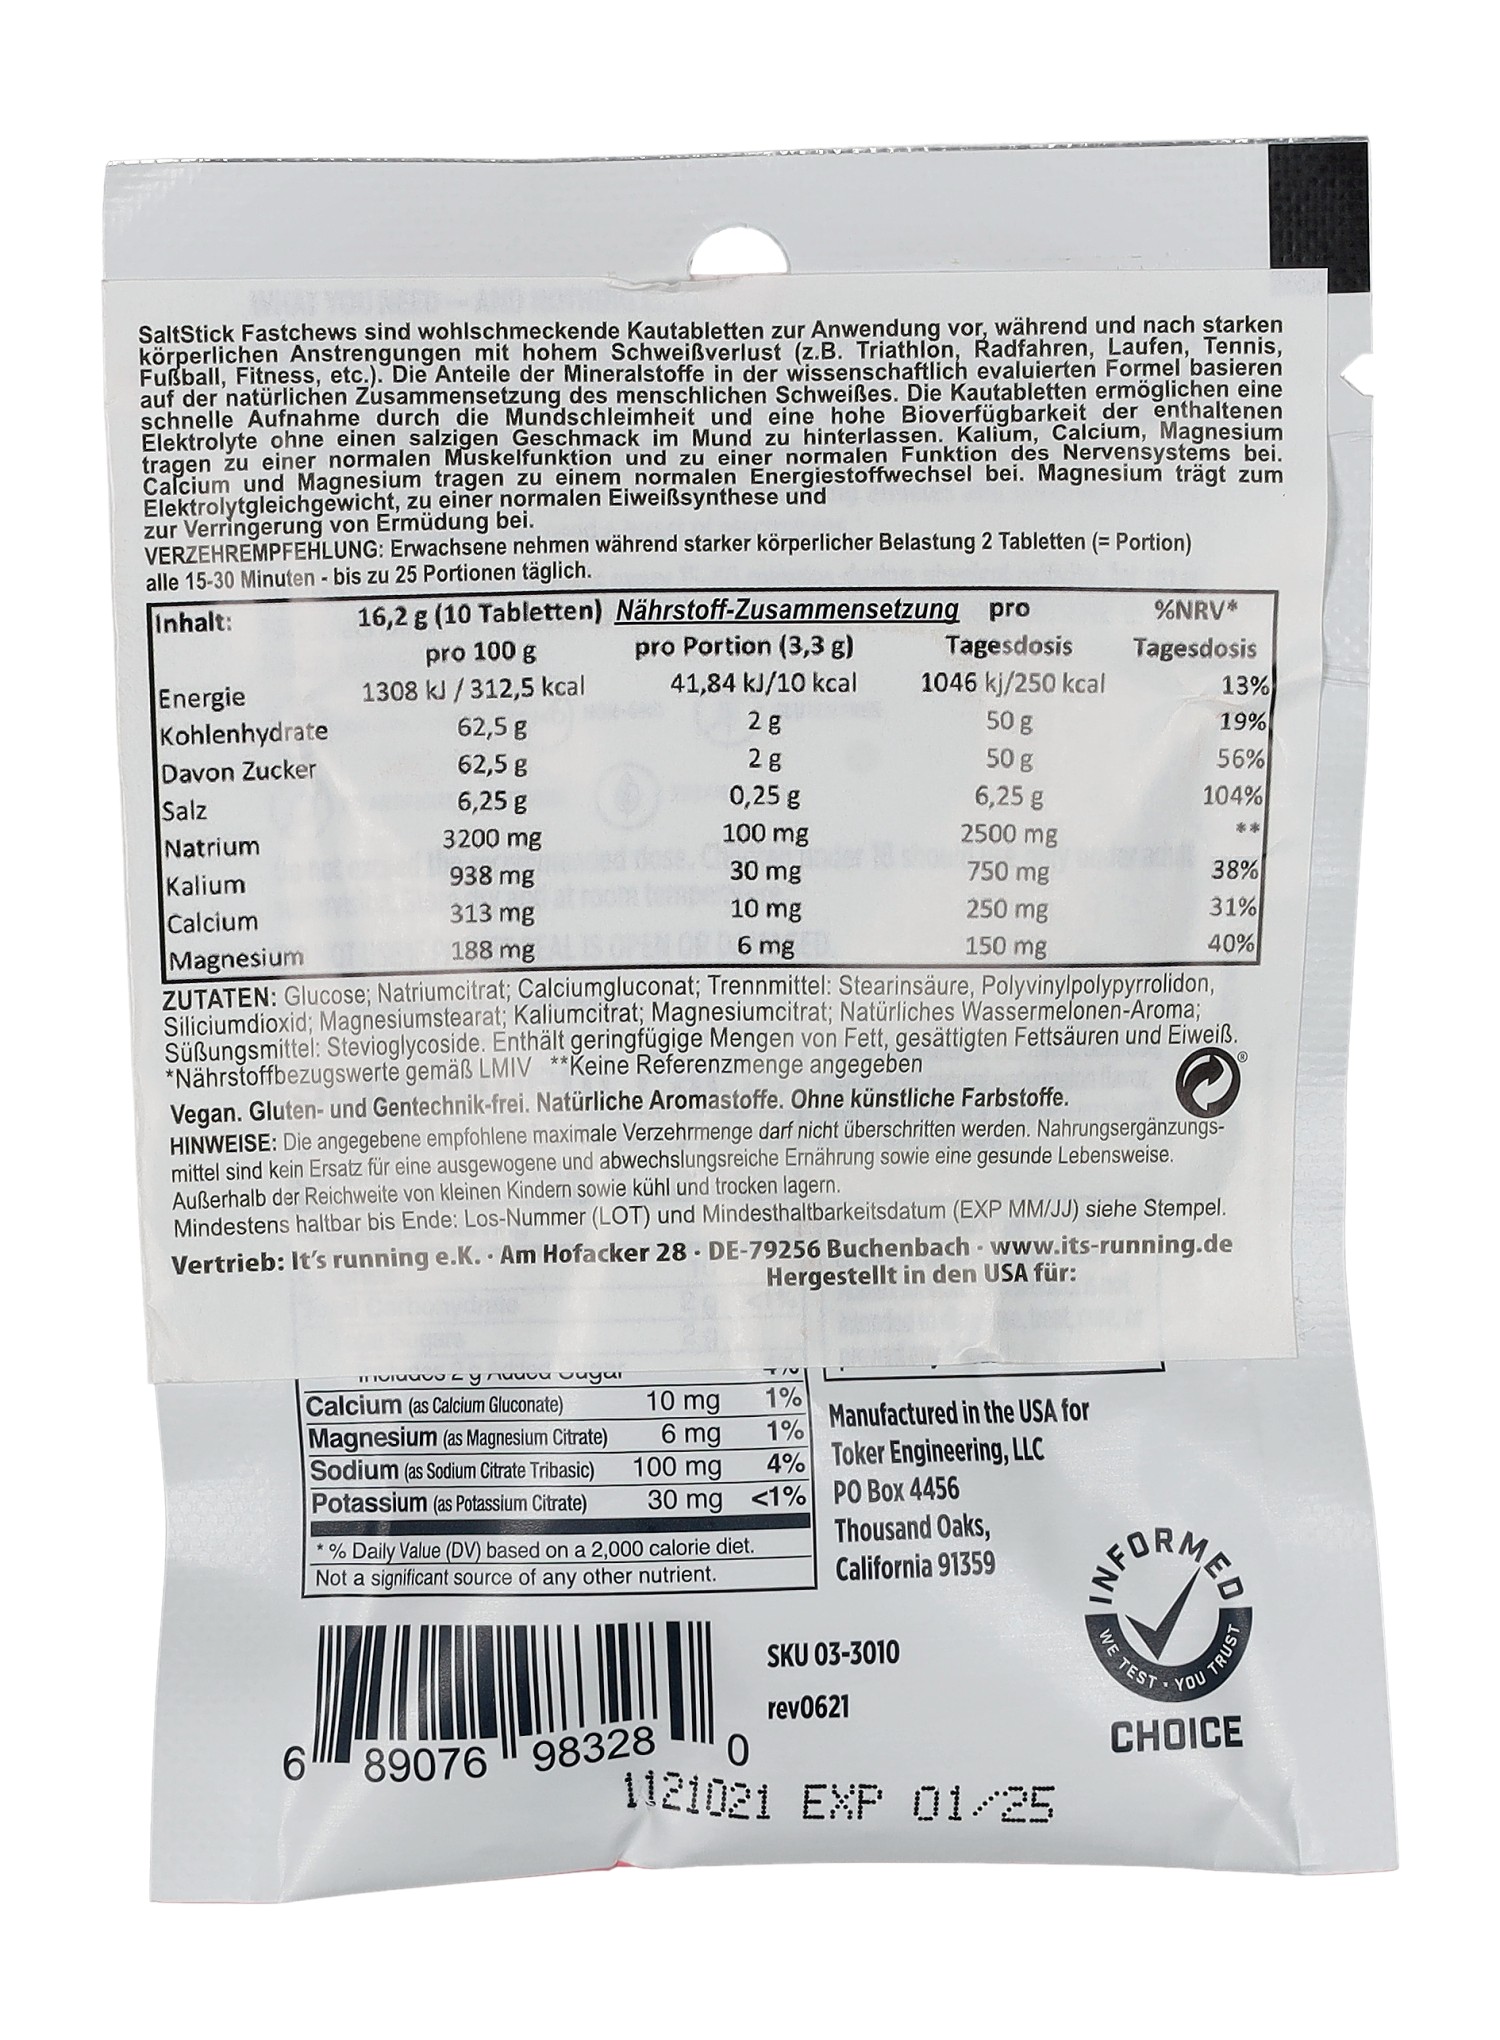 SaltStick Fastchews sind wohlschmeckende Kautabletten zur Anwendung vor, während und nach starken
körperlichen Anstrengungen mit hohem Schweißverlust (z.B. Triathlon, Radfahren, Laufen, Tennis,
Fußball, Fitness, etc.). Die Anteile der Mineralstoffe in der wissenschaftlich evaluierten Formel basieren
auf der natürlichen Zusammensetzung des menschlichen Schweißes. Die Kautabletten ermöglichen eine
schnelle Aufnahme durch die Mundschleimheit und eine hohe Bioverfügbarkeit der enthaltenen
Elektrolyte ohne einen salzigen Geschmack im Mund zu hinterlassen. Kalium, Calcium, Magnesium
tragen zu einer normalen Muskelfunktion und zu einer normalen Funktion des Nervensystems bei.
Calcium und Magnesium tragen zu einem normalen Energiestoffwechsel bei. Magnesium trägt zum
Elektrolytgleichgewicht, zu einer normalen Eiweißsynthese und
zur Verringerung von Ermüdung bei.
VERZEHREMPFEHLUNG: Erwachsene nehmen während starker körperlicher Belastung 2 Tabletten (= Portion)
alle 15-30 Minuten - bis zu 25 Portionen täglich.
Inhalt: 16,2 g (10 Tabletten) Nährstoff-Zusammensetzung pro %NRV*
pro 100 g pro Portion (3,3 g) Tagesdosis Tagesdosis
Energie 1308 kJ / 312,5 kcal 41,84 kJ/10 kcal 1046 kj/250 kcal 13%
Kohlenhydrate 62,5 g 2 g 50 g 19%
Davon Zucker 62,5 g 2 g 50 g 56%
Salz 6,25 g 0,25 g 6,25 g 104%
Natrium 3200 mg 100 mg 2500 mg **
Kalium 938 mg 30 mg 750 mg 38%
Calcium 313 mg 10 mg 250 mg 31%
Magnesium 188 mg 6 mg 150 mg 40%
ZUTATEN: Glucose; Natriumcitrat; Calciumgluconat; Trennmittel: Stearinsäure, Polyvinylpolypyrrolidon,
Siliciumdioxid; Magnesiumstearat; Kaliumcitrat; Magnesiumcitrat; Natürliches Wassermelonen-Aroma;
Süßungsmittel: Stevioglycoside. Enthält geringfügige Mengen von Fett, gesättigten Fettsäuren und Eiweiß.
*Nährstoffbezugswerte gemäß LMIV **Keine Referenzmenge angegeben
Vegan. Gluten- und Gentechnik-frei. Natürliche Aromastoffe. Ohne künstliche Farbstoffe.
HINWEISE: Die angegebene empfohlene maximale Verzehrmenge darf nicht überschritten werden. Nahrungsergänzungs-
mittel sind kein Ersatz für eine ausgewogene und abwechslungsreiche Ernährung sowie eine gesunde Lebensweise.
Außerhalb der Reichweite von kleinen Kindern sowie kühl und trocken lagern.
Mindestens haltbar bis Ende: Los-Nummer (LOT) und Mindesthaltbarkeitsdatum (EXP MM/JJ) siehe Stempel.
Vertrieb: It's running e.K. · Am Hofacker 28 · DE-79256 Buchenbach · www.its-running.de
Hergestellt in den USA für:
Includes 2 g Added Sugar 4%
Calcium (as Calcium Gluconate) 10 mg 1%
Magnesium (as Magnesium Citrate) 6 mg 1%
Sodium (as Sodium Citrate Tribasic) 100 mg 4%
Potassium (as Potassium Citrate) 30 mg <1%
* % Daily Value (DV) based on a 2,000 calorie diet.
Not a significant source of any other nutrient.
Manufactured in the USA for
Toker Engineering, LLC
PO Box 4456
Thousand Oaks,
California 91359
INFORMED
WE TEST · YOU TRUST
CHOICE
SKU 03-3010
rev0621
6 89076 98328 0
1121021 EXP 01/25